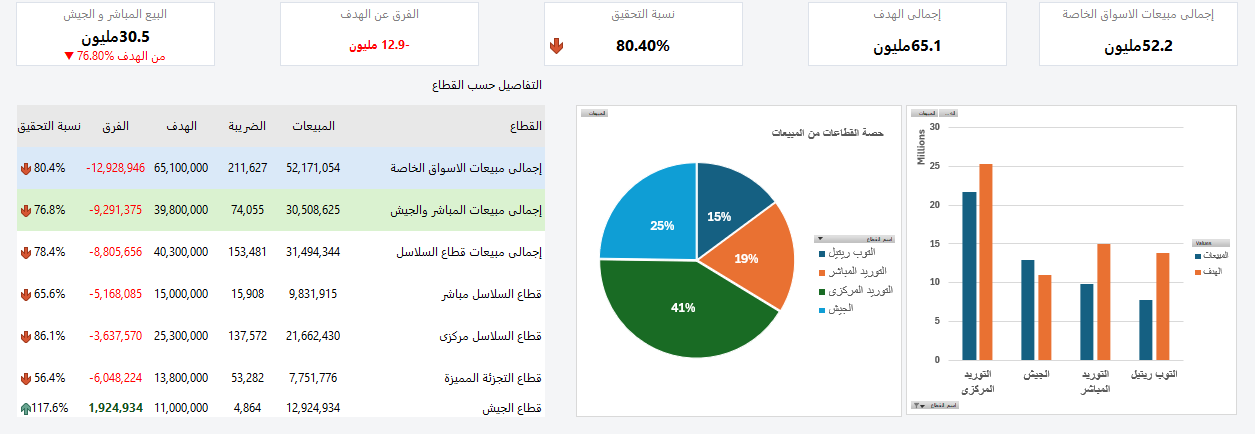 إجمالى مبيعات الاسواق الخاصة
52.2مليون
إجمالى الهدف
65.1مليون
نسبة التحقيق
80.40%
الفرق عن الهدف
-12.9 مليون
البيع المباشر و الجيش
30.5مليون
من الهدف 76.80% ▼
التفاصيل حسب القطاع
القطاع المبيعات الضريبة الهدف الفرق نسبة التحقيق
إجمالى مبيعات الاسواق الخاصة 52,171,054 211,627 65,100,000 -12,928,946 80.4%
إجمالى مبيعات المباشر والجيش 30,508,625 74,055 39,800,000 -9,291,375 76.8%
إجمالى مبيعات قطاع السلاسل 31,494,344 153,481 40,300,000 -8,805,656 78.4%
قطاع السلاسل مباشر 9,831,915 15,908 15,000,000 -5,168,085 65.6%
قطاع السلاسل مركزى 21,662,430 137,572 25,300,000 -3,637,570 86.1%
قطاع التجزئة المميزة 7,751,776 53,282 13,800,000 -6,048,224 56.4%
قطاع الجيش 12,924,934 4,864 11,000,000 1,924,934 117.6%
المبيعات
حصة القطاعات من المبيعات
15%
19%
41%
25%
اسم القطاع
التوب ريتيل
التوريد المباشر
التوريد المركزى
الجيش
المبيعات
Millions
30
25
20
15
10
5
0
التوريد المركزى
الجيش
التوريد المباشر
التوب ريتيل
Values
المبيعات
الهدف
اسم القطاع